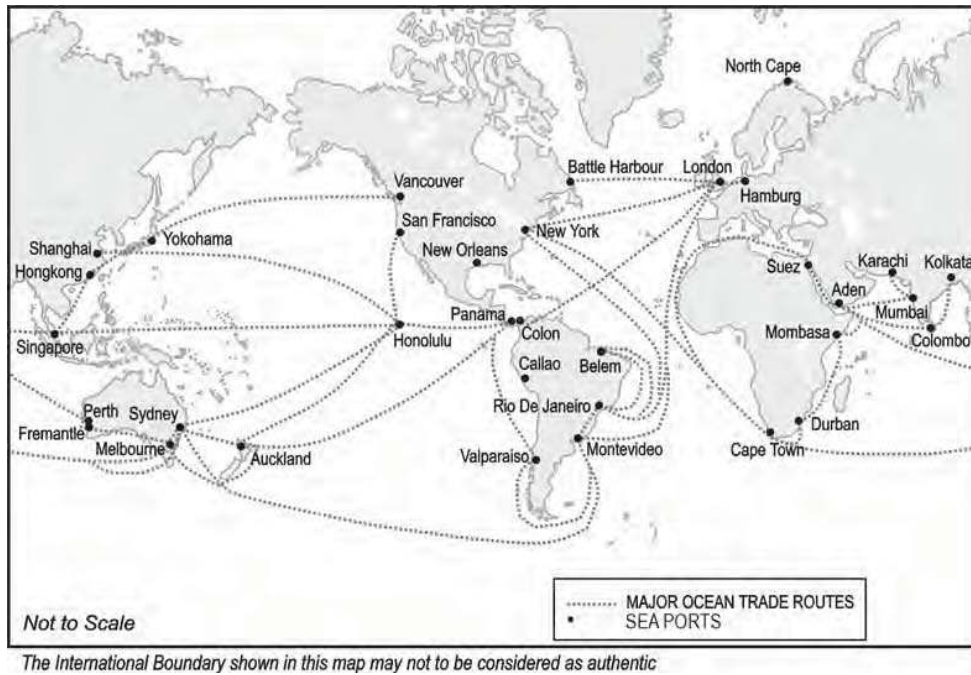 North Cape
Battle Harbour
London
Hamburg
Vancouver
San Francisco
New York
New Orleans
Shanghai
Yokohama
Hongkong
Suez
Karachi
Kolkata
Aden
Mumbai
Panama
Colon
Honolulu
Singapore
Mombasa
Colombo
Callao
Belem
Rio De Janeiro
Perth
Sydney
Fremantle
Durban
Melbourne
Auckland
Valparaiso
Montevideo
Cape Town
MAJOR OCEAN TRADE ROUTES
SEA PORTS
Not to Scale
The International Boundary shown in this map may not to be considered as authentic